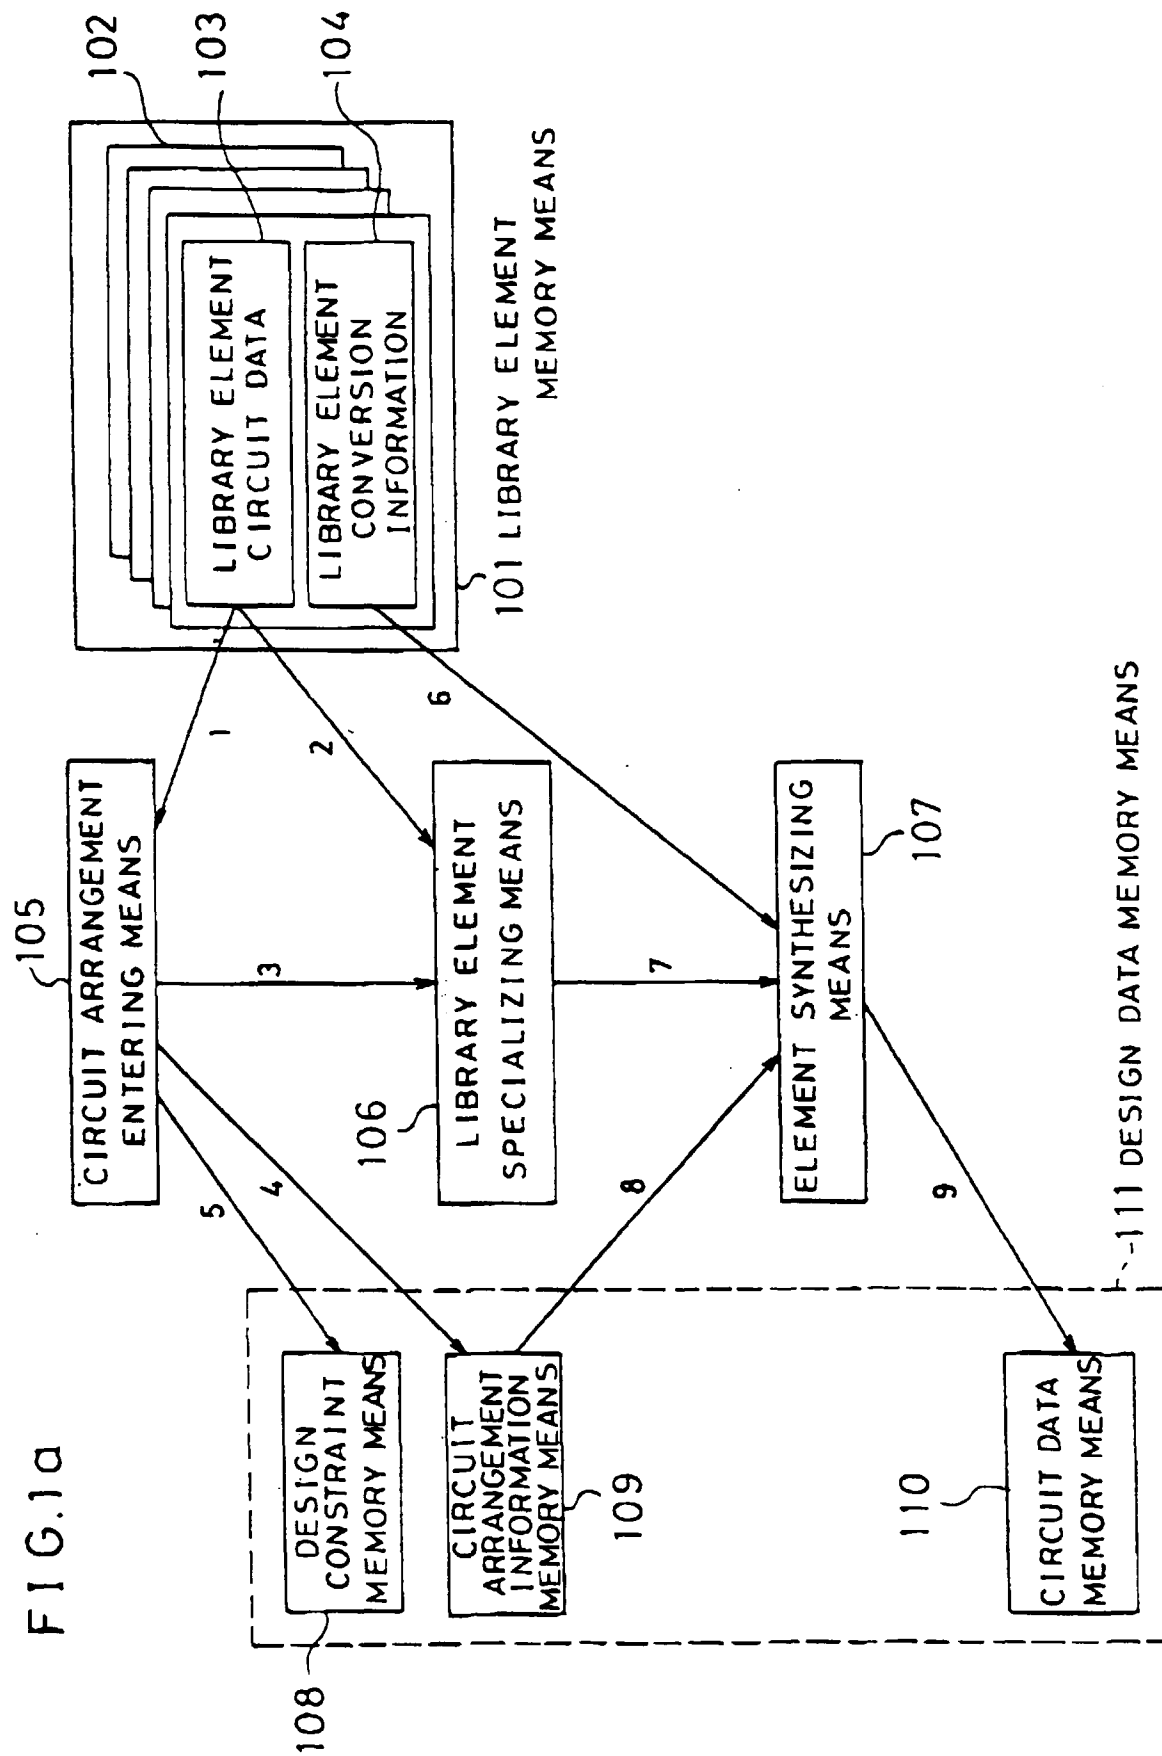 FIG.1a
108
DESIGN
CONSTRAINT
MEMORY MEANS
CIRCUIT
ARRANGEMENT
INFORMATION
MEMORY MEANS
109
110
CIRCUIT DATA
MEMORY MEANS
111 DESIGN DATA MEMORY MEANS
105
CIRCUIT ARRANGEMENT
ENTERING MEANS
5
4
3
1
2
6
106
LIBRARY ELEMENT
SPECIALIZING MEANS
8
7
9
ELEMENT SYNTHESIZING
MEANS
107
102
103
104
LIBRARY ELEMENT
CIRCUIT DATA
LIBRARY ELEMENT
CONVERSION
INFORMATION
101 LIBRARY ELEMENT
MEMORY MEANS